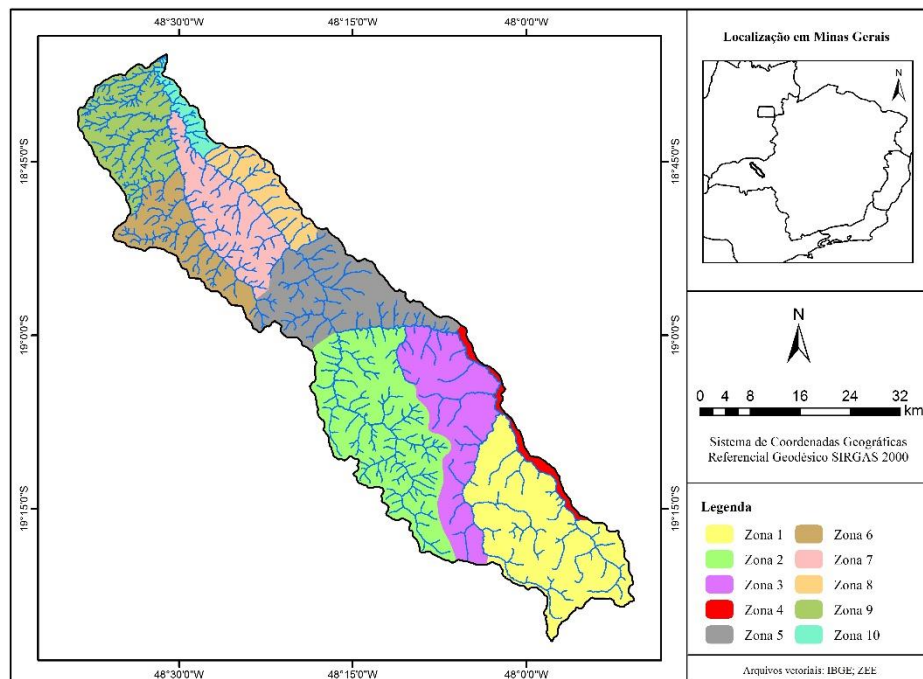 48°30'0"W
48°15'0"W
48°0'0"W
18°45'0"S
19°0'0"S
19°15'0"S
18°45'0"S
19°0'0"S
19°15'0"S
48°30'0"W
48°15'0"W
48°0'0"W
Localização em Minas Gerais
N
N
0 4 8 16 24 32
km
Sistema de Coordenadas Geográficas
Referencial Geodésico SIRGAS 2000
Legenda
Zona 1 Zona 6
Zona 2 Zona 7
Zona 3 Zona 8
Zona 4 Zona 9
Zona 5 Zona 10
Arquivos vetoriais: IBGE; ZEE